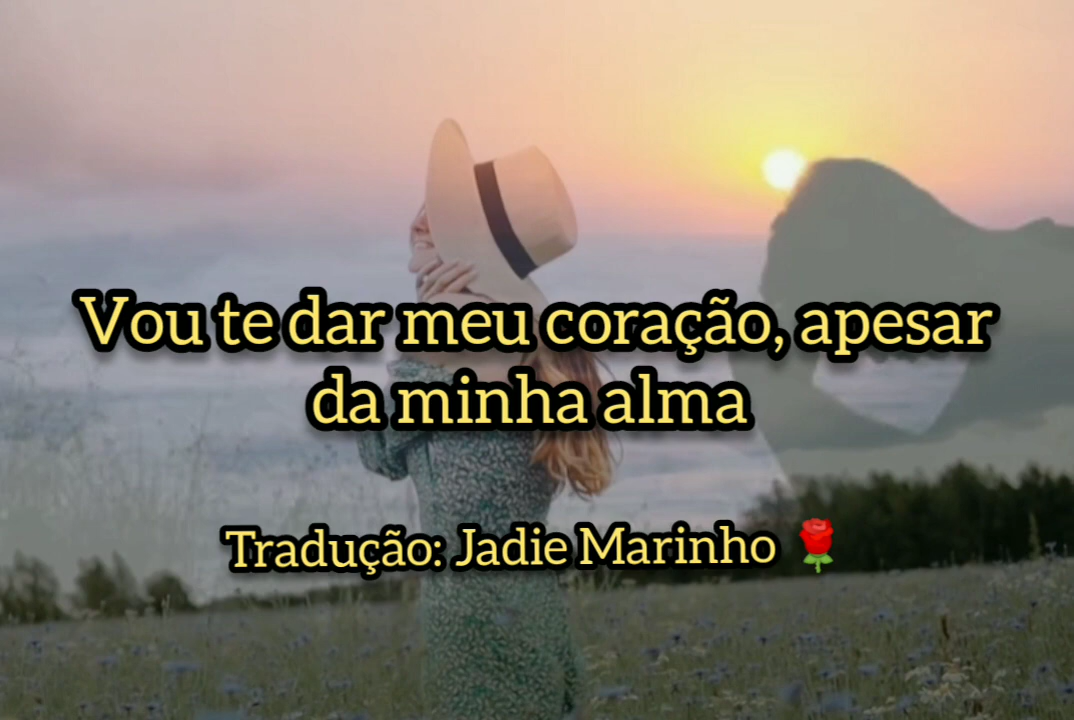 Vou te dar meu coração, apesar
da minha alma
Tradução: Jadie Marinho 🌹